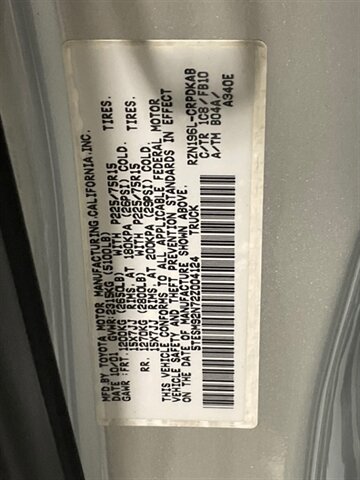 MFD BY TOYOTA MOTOR MANUFACTURING, CALIFORNIA, INC.
DATE 10/01 GVWR: 2315KG (5100LB)
GAWR: FRT 1200KG (2650LB) WITH P225/75R15 TIRES.
15X7JJ RIMS, AT 180KPA (26PSI) COLD.
RR. 1270KG (2800LB) WITH P225/75R15 TIRES.
15X7JJ RIMS, AT 200KPA (29PSI) COLD.
THIS VEHICLE CONFORMS TO ALL APPLICABLE FEDERAL MOTOR
VEHICLE SAFETY AND THEFT PREVENTION STANDARDS IN EFFECT
ON THE DATE OF MANUFACTURE SHOWN ABOVE.
5TESM92N72Z004124 TRUCK
RZN196L-CRPDKAB
C/TR 1C8/FB10
A/TM B04A/
A340E